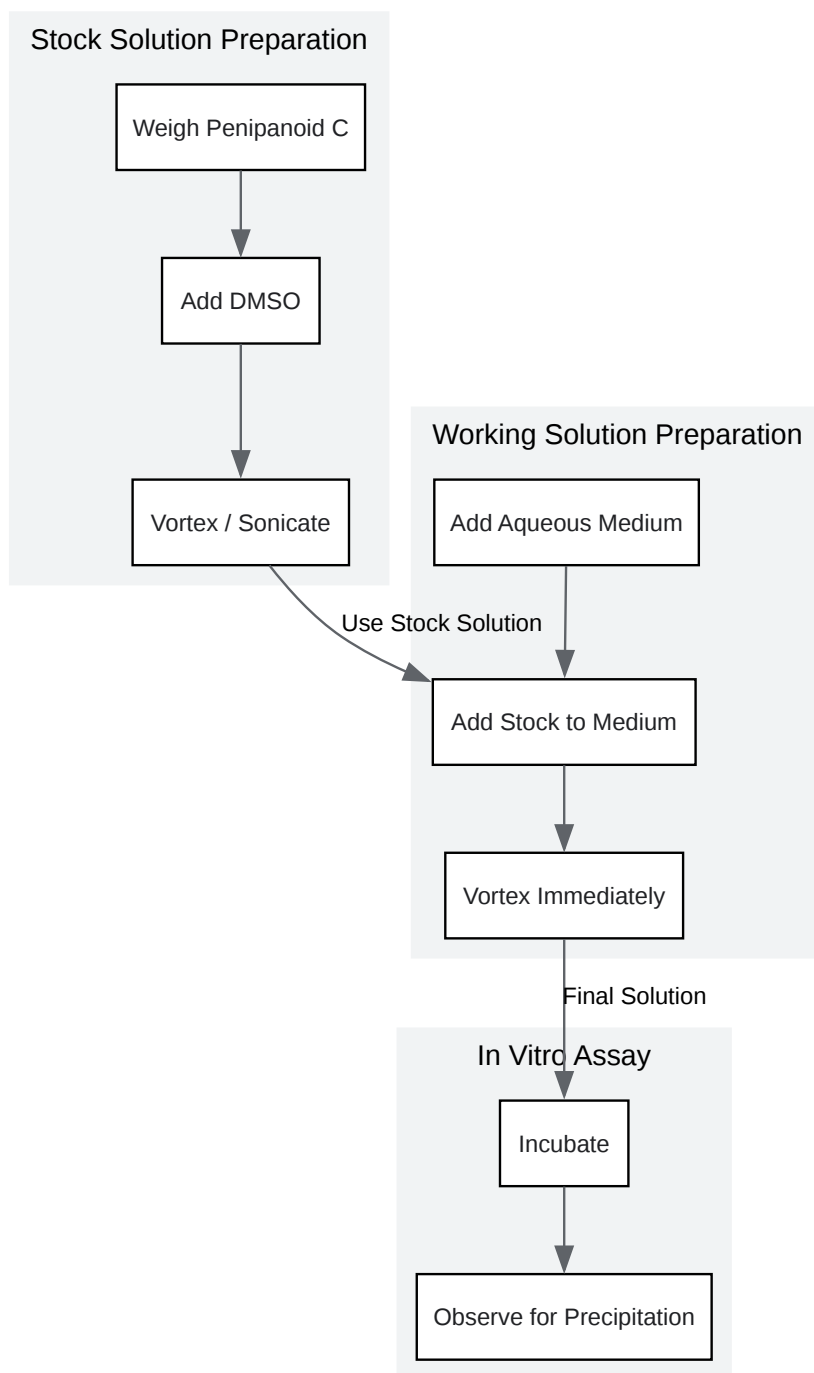 Stock Solution Preparation
Weigh Penipanoid C
Add DMSO
Vortex / Sonicate
Working Solution Preparation
Add Aqueous Medium
Use Stock Solution
Add Stock to Medium
Vortex Immediately
Final Solution
In Vitro Assay
Incubate
Observe for Precipitation